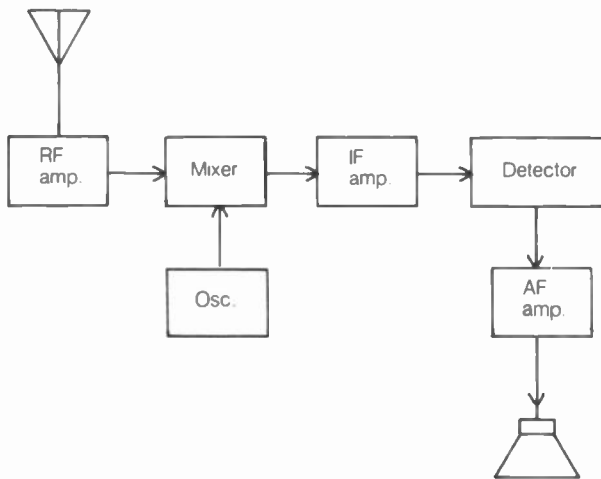 RF
amp.
Mixer
IF
amp.
Detector
Osc.
AF
amp.